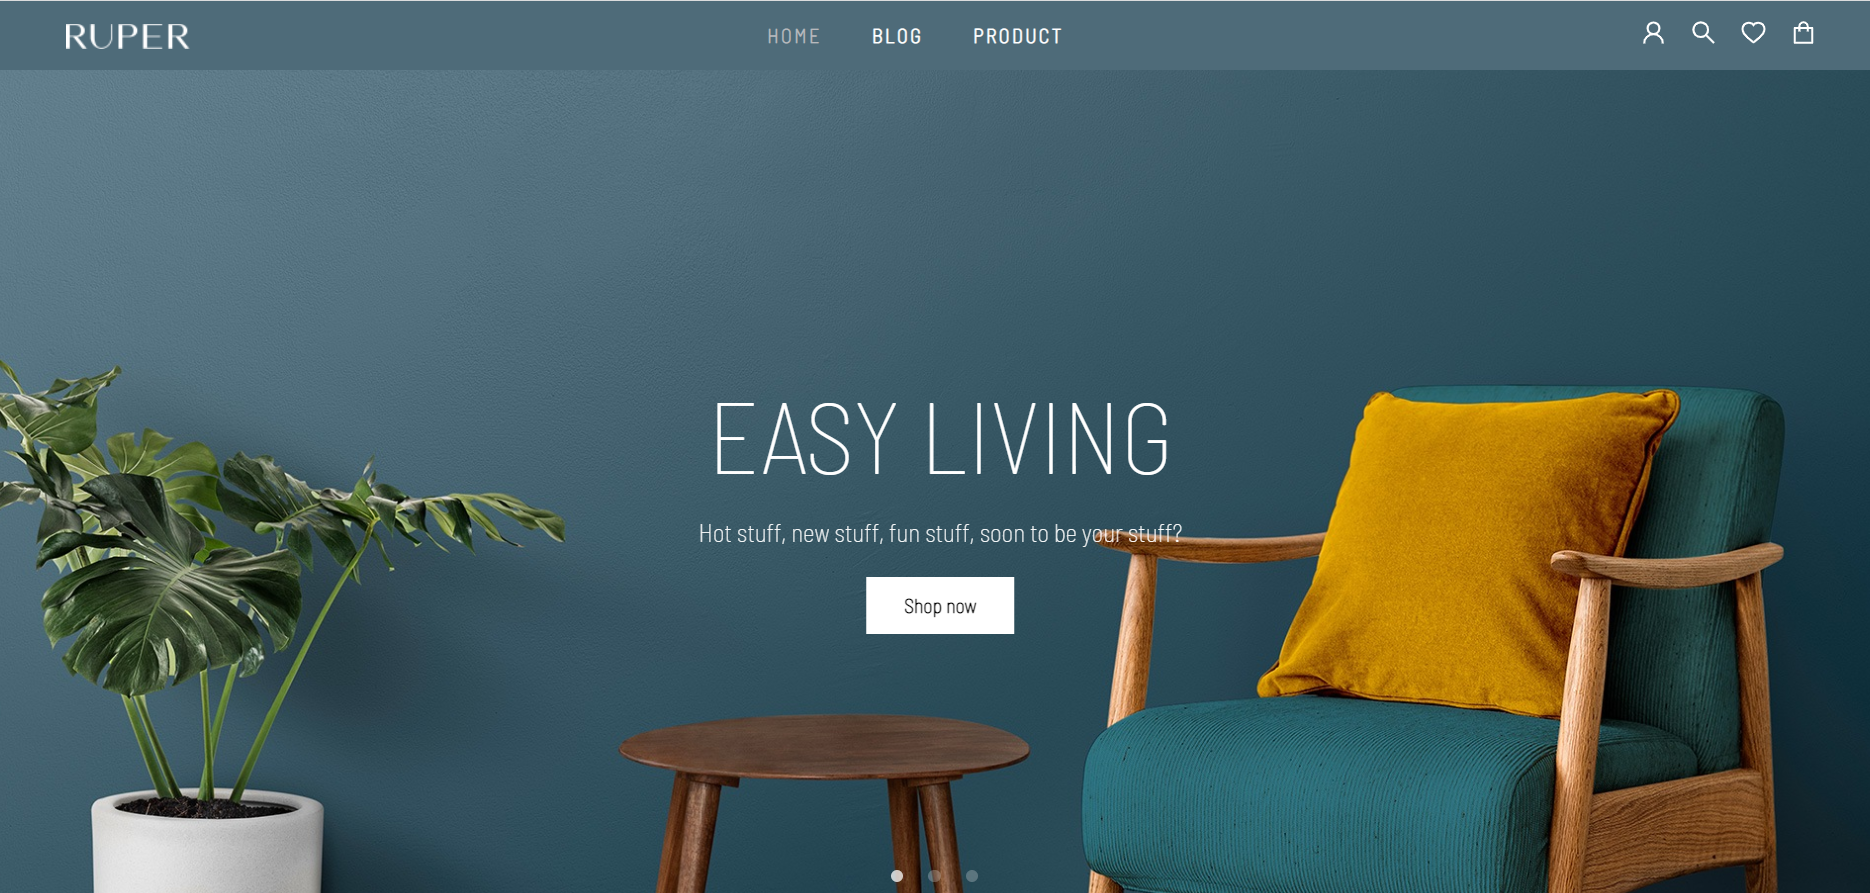 RUPER
HOME BLOG PRODUCT
EASY LIVING
Hot stuff, new stuff, fun stuff, soon to be your stuff?
Shop now